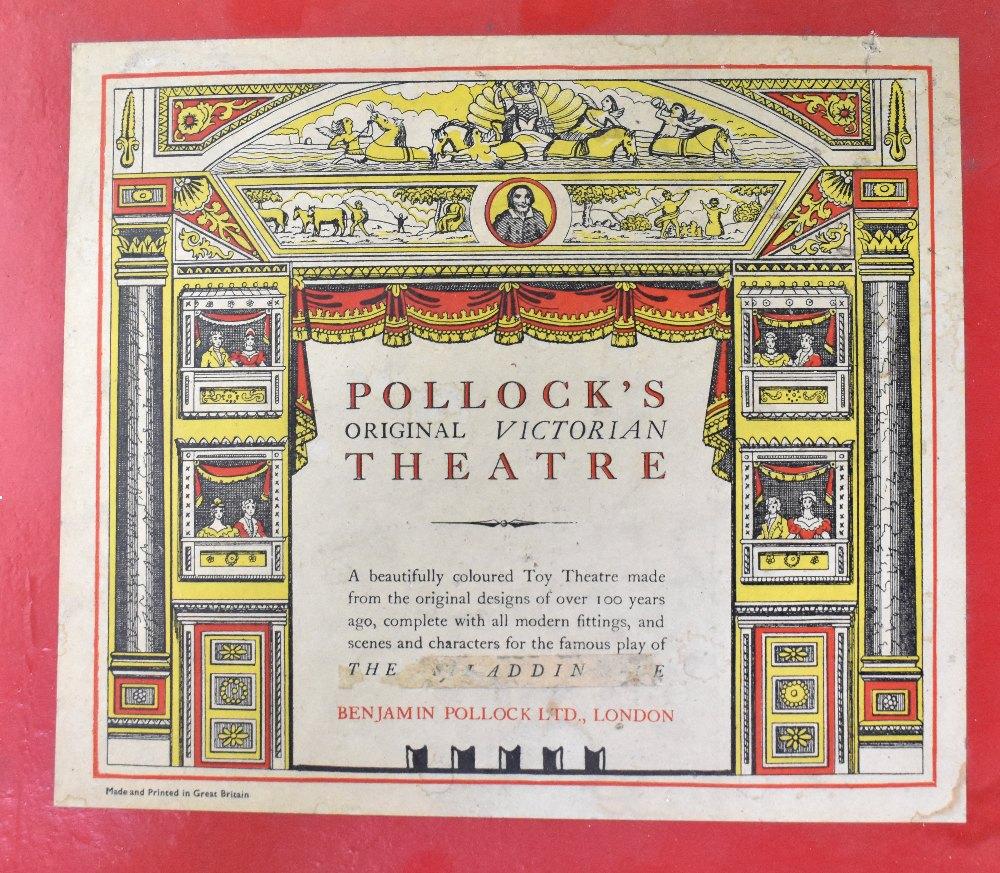 POLLOCK'S
ORIGINAL VICTORIAN
THEATRE
A beautifully coloured Toy Theatre made
from the original designs of over 100 years
ago, complete with all modern fittings, and
scenes and characters for the famous play of
THE ALADDIN E
BENJAMIN POLLOCK LTD., LONDON
Made and Printed in Great Britain